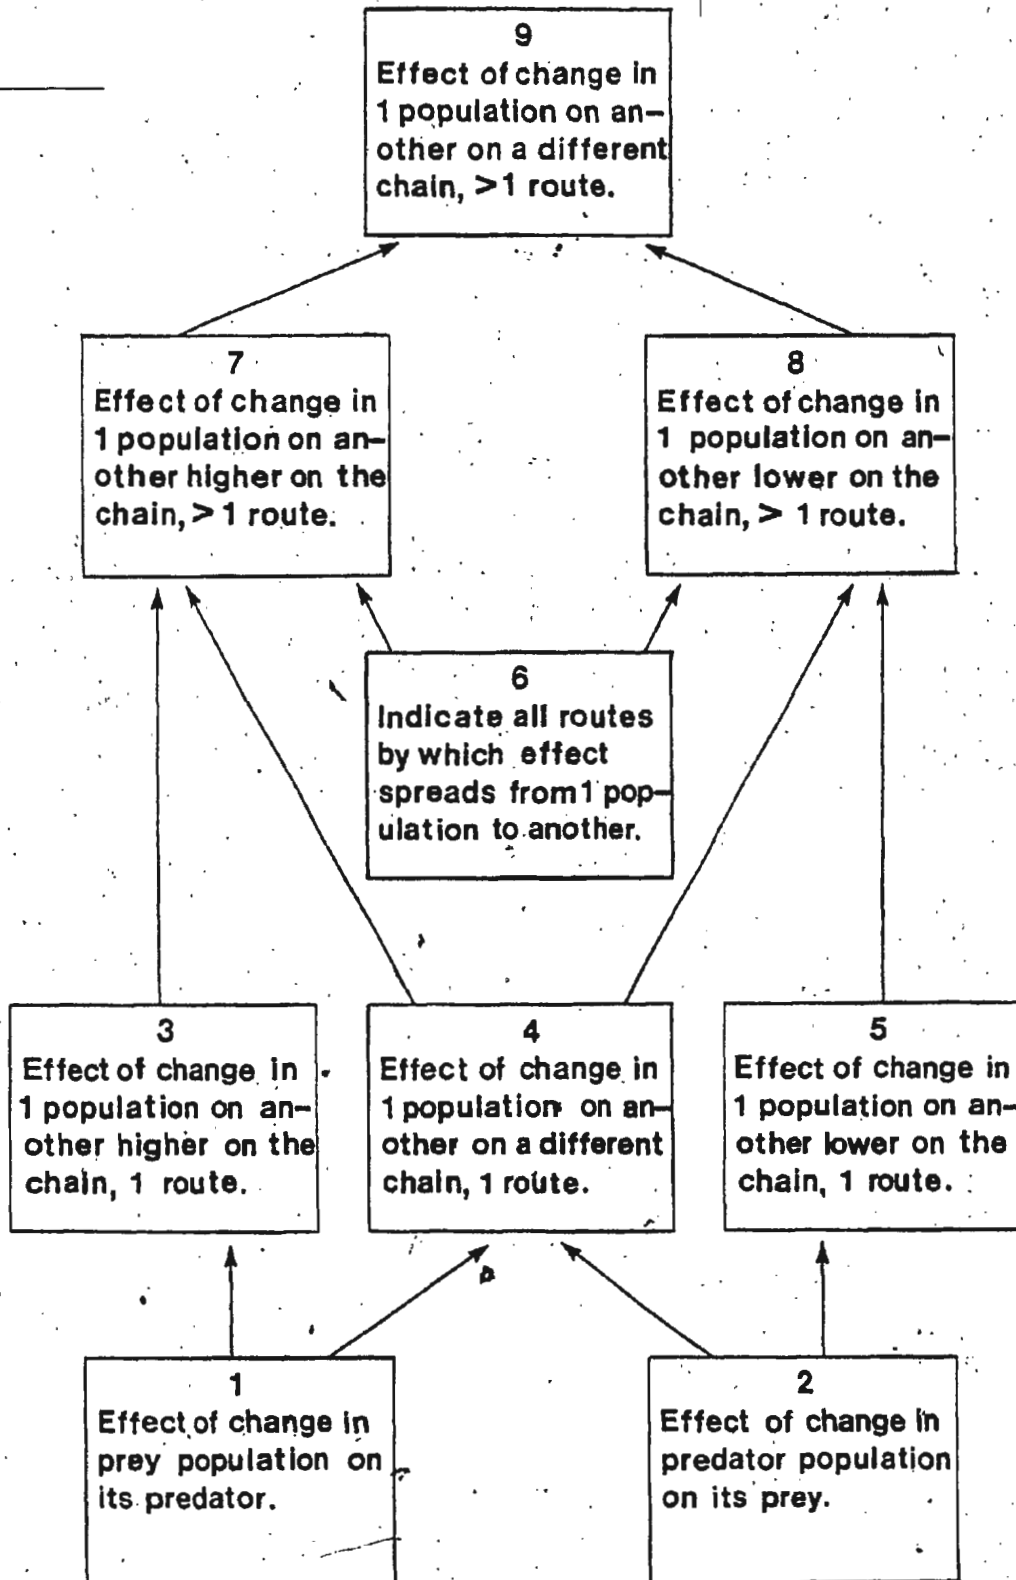 9
Effect of change in
1 population on an-
other on a different
chain, >1 route.
7
Effect of change in
1 population on an-
other higher on the
chain, > 1 route.
8
Effect of change in
1 population on an-
other lower on the
chain, > 1 route.
6
Indicate all routes
by which effect
spreads from 1 pop-
ulation to another.
3
Effect of change in
1 population on an-
other higher on the
chain, 1 route.
4
Effect of change in
1 population on an-
other on a different
chain, 1 route.
5
Effect of change in
1 population on an-
other lower on the
chain, 1 route.
1
Effect of change in
prey population on
its predator.
2
Effect of change in
predator population
on its prey.